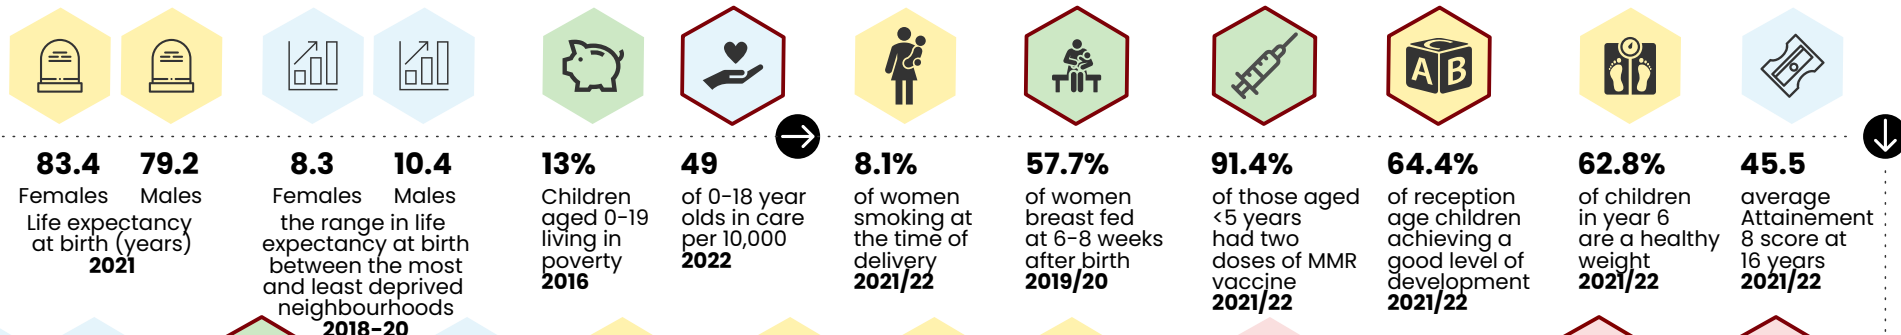 83.4 79.2
Females Males
Life expectancy
at birth (years)
2021
8.3 10.4
Females Males
the range in life
expectancy at birth
between the most
and least deprived
neighbourhoods
2018-20
13%
Children
aged 0-19
living in
poverty
2016
49
of 0-18 year
olds in care
per 10,000
2022
8.1%
of women
smoking at
the time of
delivery
2021/22
57.7%
of women
breast fed
at 6-8 weeks
after birth
2019/20
91.4%
of those aged
<5 years
had two
doses of MMR
vaccine
2021/22
A B C
64.4%
of reception
age children
achieving a
good level of
development
2021/22
62.8%
of children
in year 6
are a healthy
weight
2021/22
45.5
average
Attainement
8 score at
16 years
2021/22